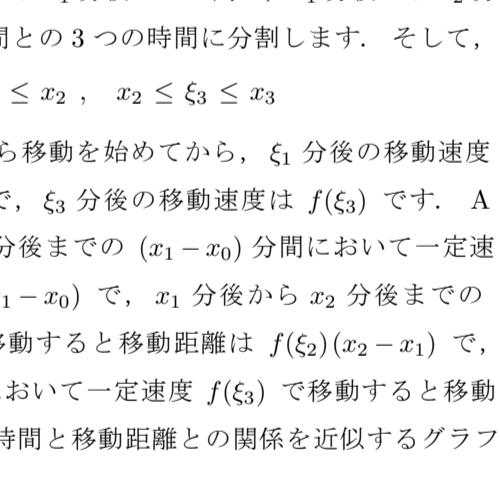 間との 3 つの時間に分割します． そして，
≤ x₂ ， x₂ ≤ ξ₃ ≤ x₃
ら移動を始めてから， ξ₁ 分後の移動速度
で， ξ₃ 分後の移動速度は f(ξ₃) です． A
分後までの (x₁ − x₀) 分間において一定速
₁ − x₀) で， x₁ 分後から x₂ 分後までの
移動すると移動距離は f(ξ₂)(x₂ − x₁) で，
おいて一定速度 f(ξ₃) で移動すると移動
時間と移動距離との関係を近似するグラフ